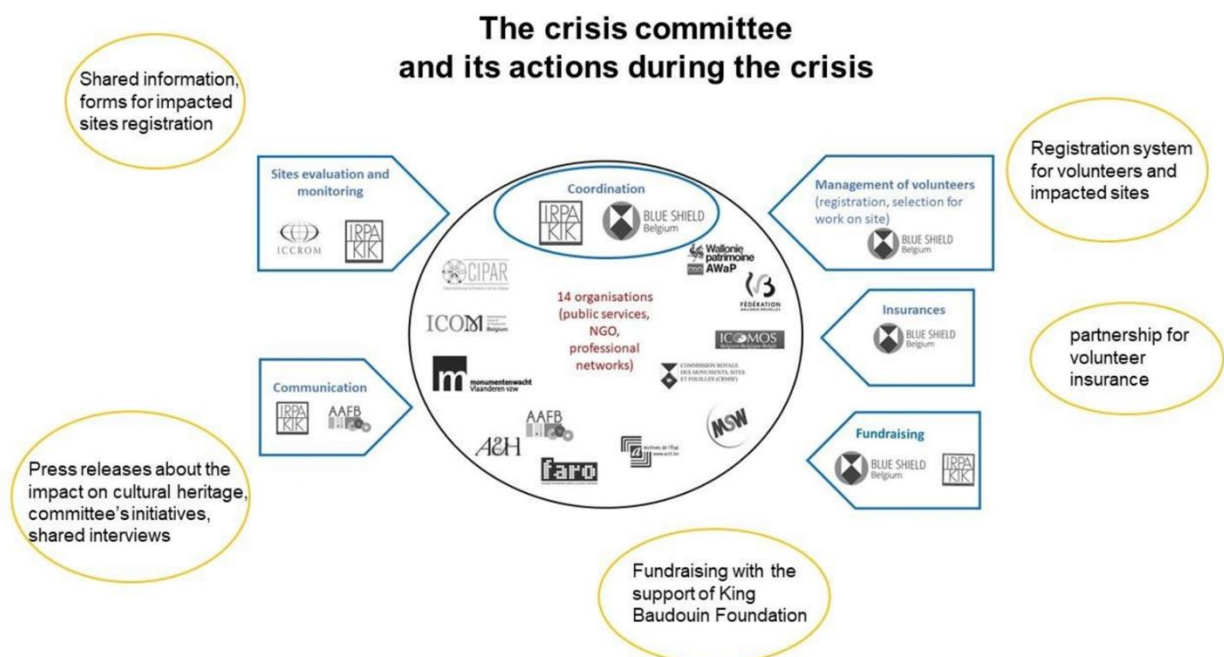 The crisis committee
and its actions during the crisis
Shared information,
forms for impacted
sites registration
Sites evaluation and
monitoring
ICCROM
IRPA
KIK
Coordination
IRPA
KIK
BLUE SHIELD
Belgium
Management of volunteers
(registration, selection for
work on site)
BLUE SHIELD
Belgium
Registration system
for volunteers and
impacted sites
CIPAR
ICOM
Belgium
monumentenwacht
Vlaanderen vzw
14 organisations
(public services,
NGO,
professional
networks)
Wallonie
patrimoine
AWaP
FÉDÉRATION
WALLONIE-BRUXELLES
ICOMOS
COMMISSION ROYALE
DES MONUMENTS, SITES
ET FOUILLES (CRMSF)
MSW
AAFB
faro
Archives de l'État
Insurances
BLUE SHIELD
Belgium
partnership for
volunteer
insurance
Communication
IRPA
KIK
AAFB
Fundraising
BLUE SHIELD
Belgium
IRPA
KIK
Press releases about the
impact on cultural heritage,
committee's initiatives,
shared interviews
Fundraising with the
support of King
Baudouin Foundation